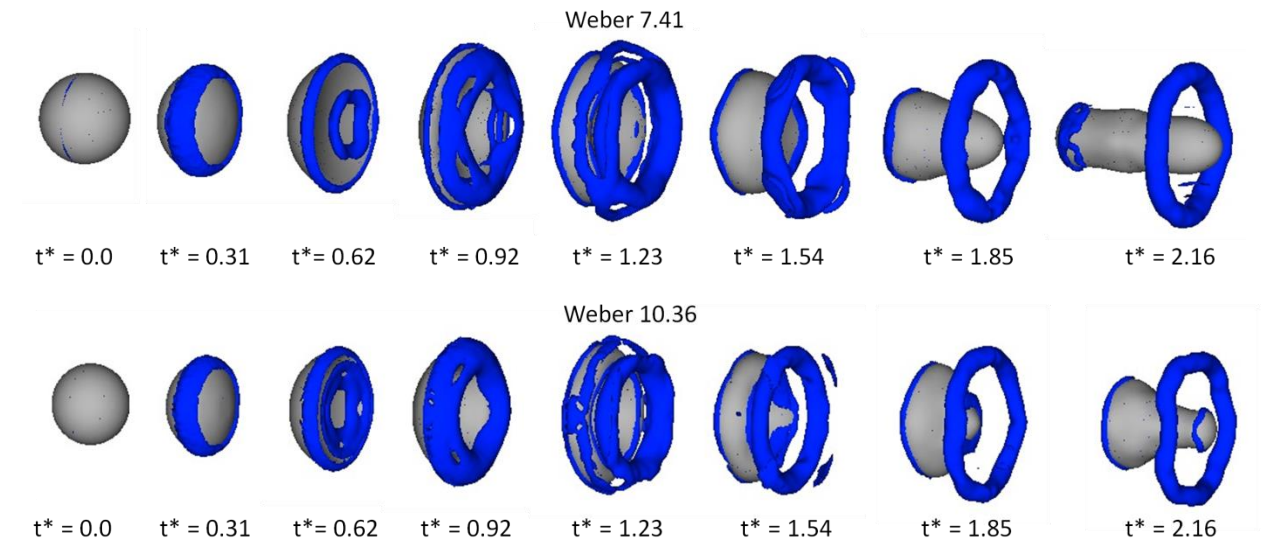 Weber 7.41
t* = 0.0 t* = 0.31 t*= 0.62 t* = 0.92 t* = 1.23 t* = 1.54 t* = 1.85 t* = 2.16
Weber 10.36
t* = 0.0 t* = 0.31 t*= 0.62 t* = 0.92 t* = 1.23 t* = 1.54 t* = 1.85 t* = 2.16